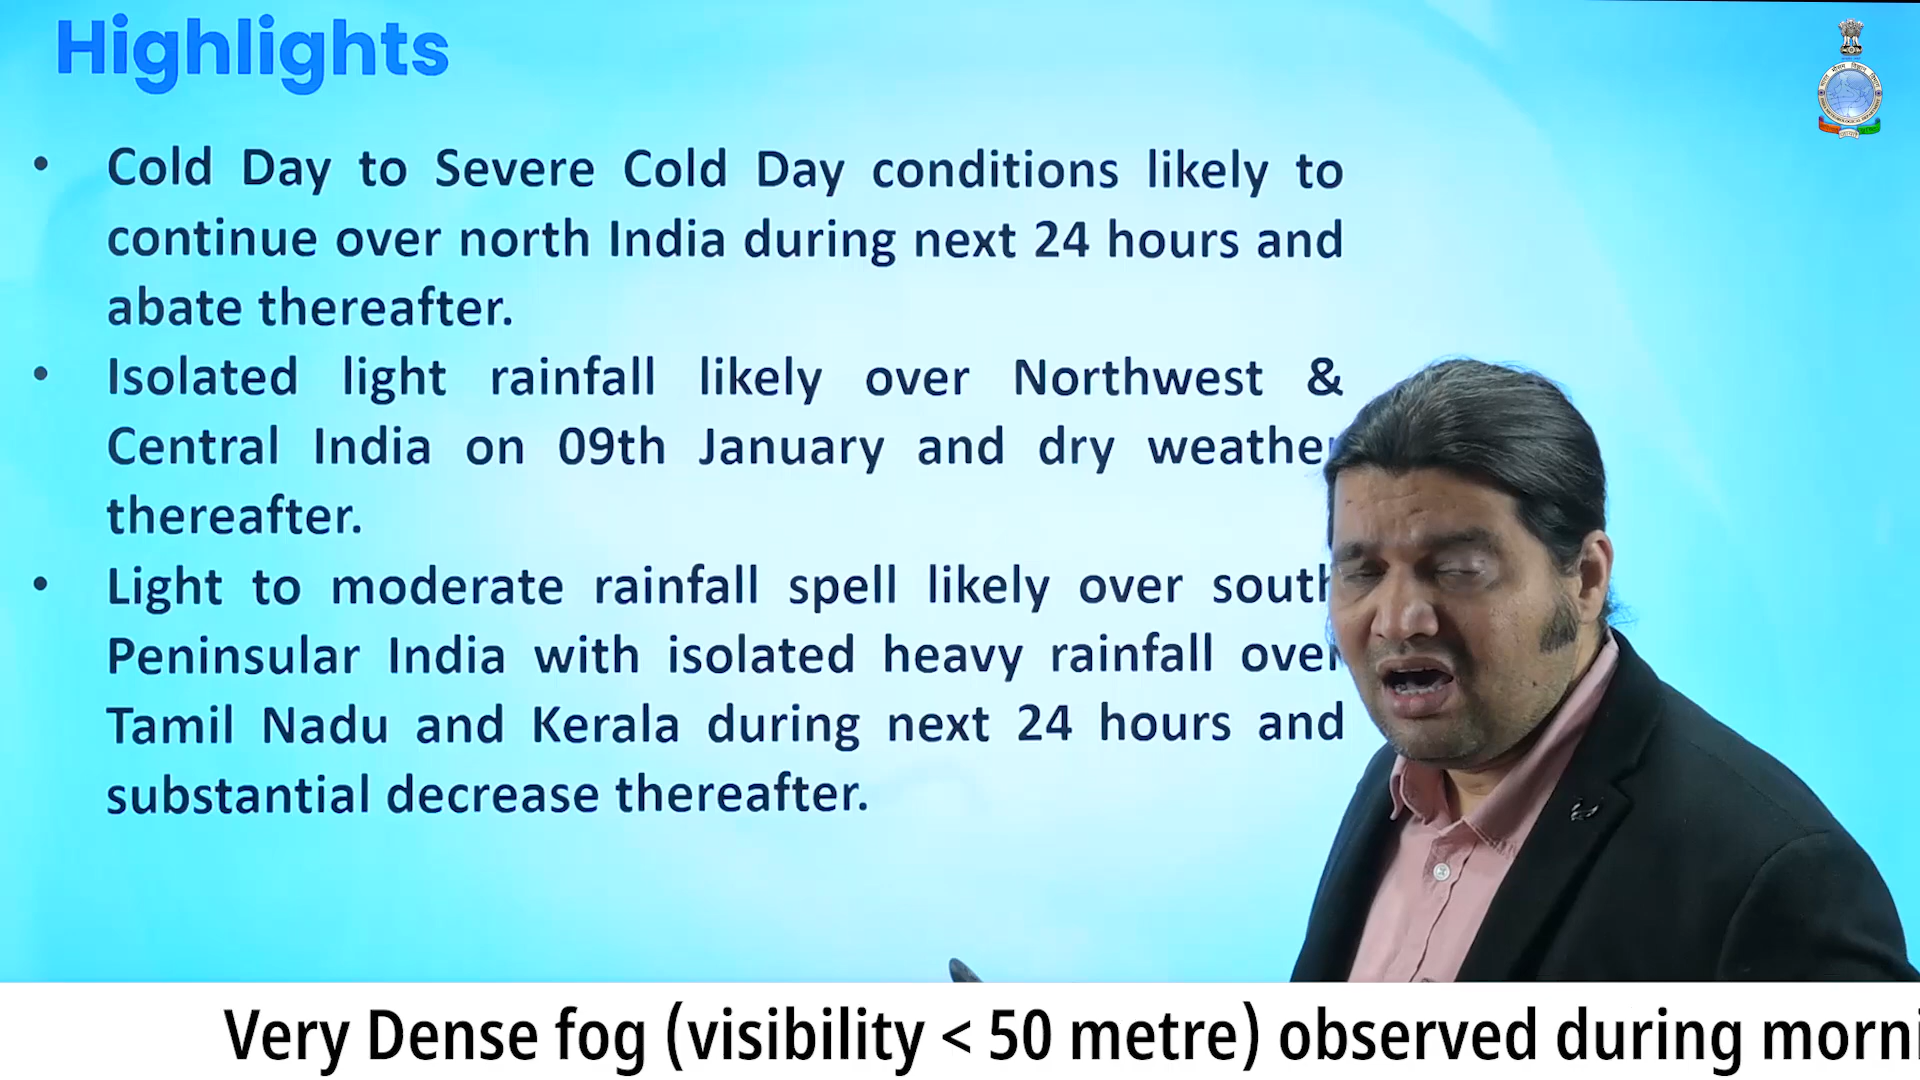 Highlights
• Cold Day to Severe Cold Day conditions likely to
continue over north India during next 24 hours and
abate thereafter.
• Isolated light rainfall likely over Northwest &
Central India on 09th January and dry weather
thereafter.
• Light to moderate rainfall spell likely over south
Peninsular India with isolated heavy rainfall over
Tamil Nadu and Kerala during next 24 hours and
substantial decrease thereafter.
Very Dense fog (visibility < 50 metre) observed during morni